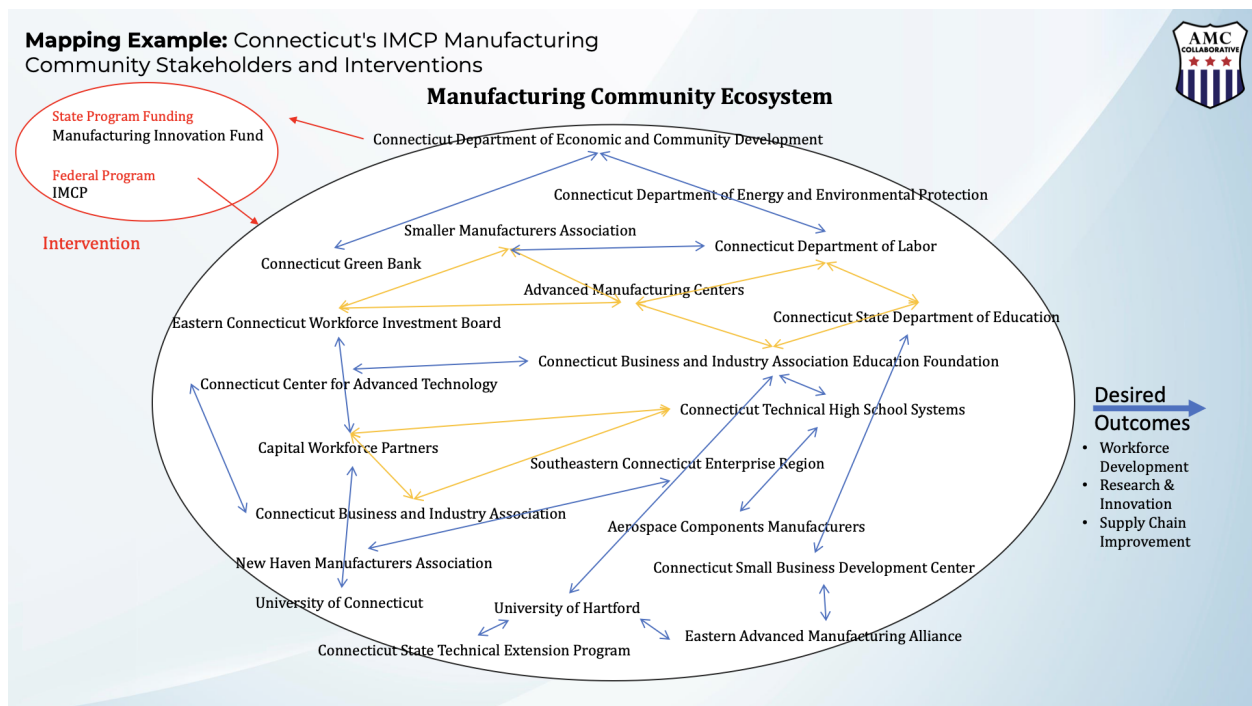 Mapping Example: Connecticut's IMCP Manufacturing
Community Stakeholders and Interventions
AMC
COLLABORATIVE
Manufacturing Community Ecosystem
State Program Funding
Manufacturing Innovation Fund
Federal Program
IMCP
Intervention
Connecticut Department of Economic and Community Development
Connecticut Department of Energy and Environmental Protection
Smaller Manufacturers Association
Connecticut Department of Labor
Connecticut Green Bank
Advanced Manufacturing Centers
Eastern Connecticut Workforce Investment Board
Connecticut State Department of Education
Connecticut Business and Industry Association Education Foundation
Connecticut Center for Advanced Technology
Connecticut Technical High School Systems
Capital Workforce Partners
Southeastern Connecticut Enterprise Region
Connecticut Business and Industry Association
Aerospace Components Manufacturers
New Haven Manufacturers Association
Connecticut Small Business Development Center
University of Connecticut
University of Hartford
Eastern Advanced Manufacturing Alliance
Connecticut State Technical Extension Program
Desired
Outcomes
• Workforce
Development
• Research &
Innovation
• Supply Chain
Improvement